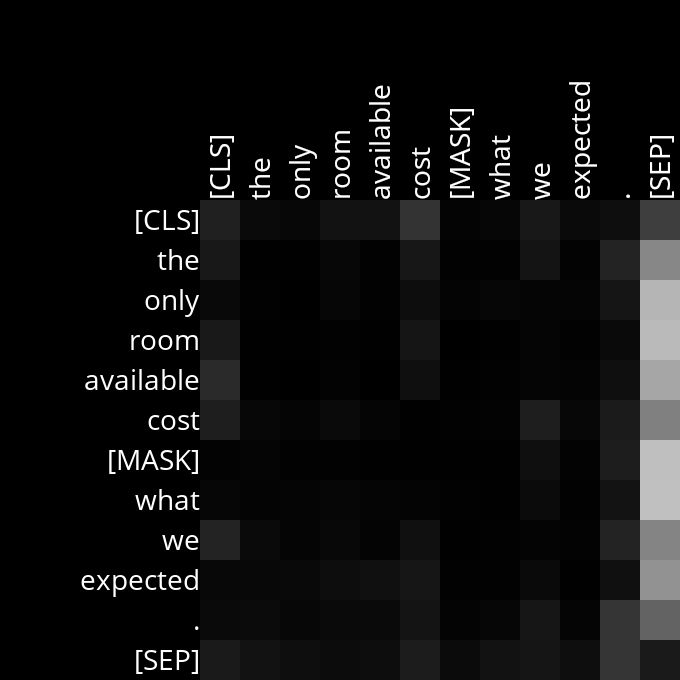 [CLS] the only room available cost [MASK] what we expected . [SEP]
[CLS]
the
only
room
available
cost
[MASK]
what
we
expected
.
[SEP]